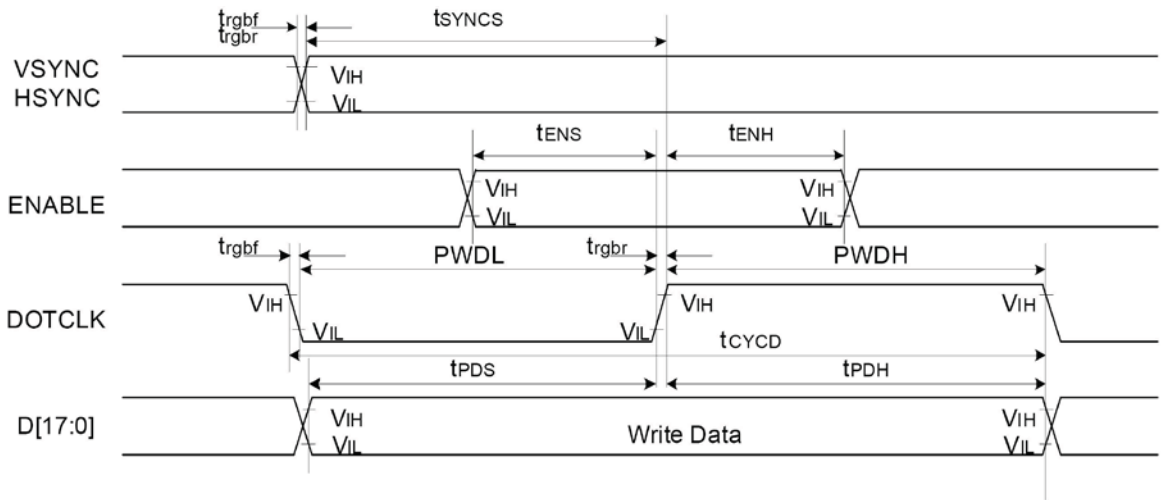 trgbf
trgbr
tSYNCS
VSYNC
HSYNC
VIH
VIL
tENS
tENH
ENABLE
VIH
VIL
VIH
VIL
trgbf
PWDL
trgbr
PWDH
DOTCLK
VIH
VIL
VIL
VIH
VIH
tCYCD
tPDS
tPDH
D[17:0]
VIH
VIL
Write Data
VIH
VIL